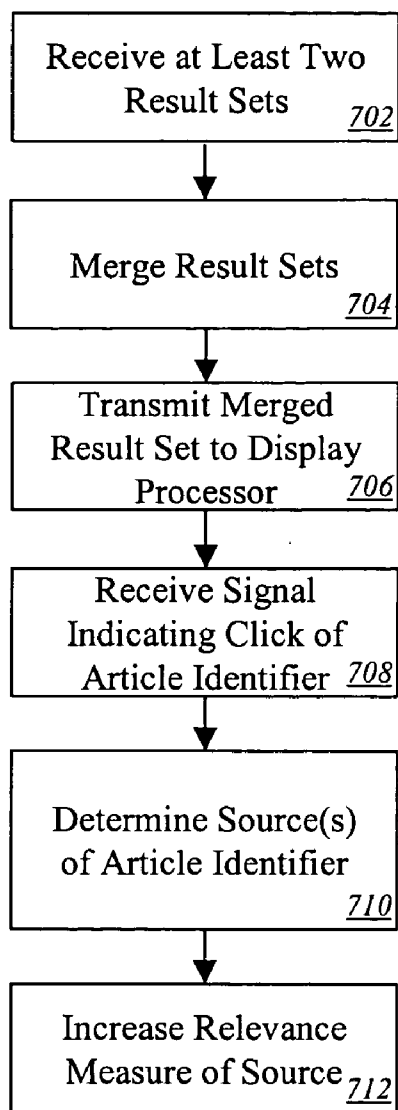 Receive at Least Two
Result Sets
702
Merge Result Sets
704
Transmit Merged
Result Set to Display
Processor 706
Receive Signal
Indicating Click of
Article Identifier 708
Determine Source(s)
of Article Identifier
710
Increase Relevance
Measure of Source 712